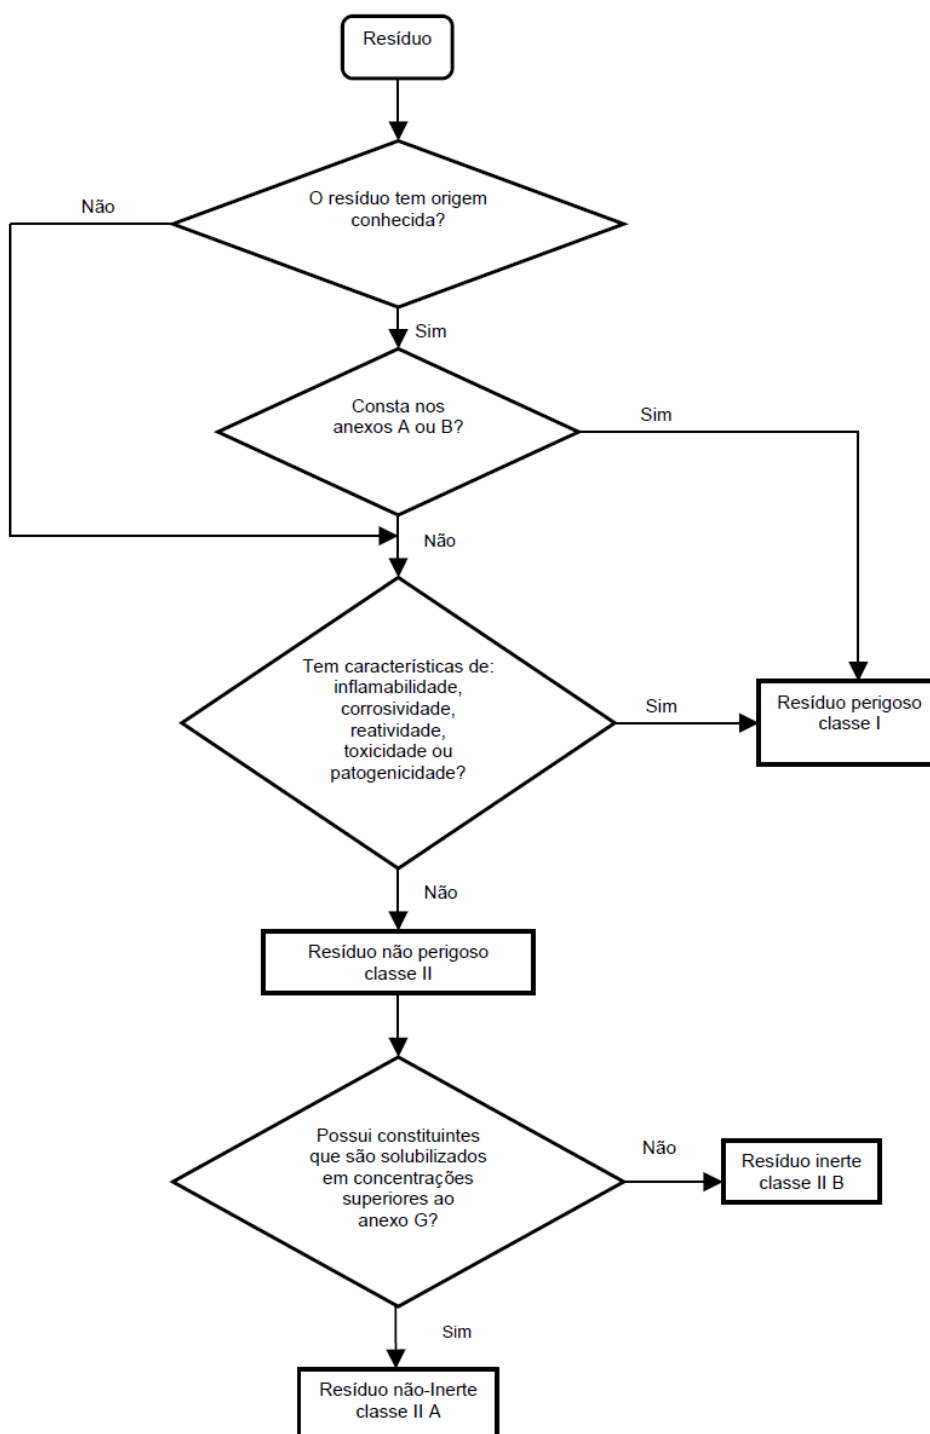 Resíduo
O resíduo tem origem
conhecida?
Não
Sim
Consta nos
anexos A ou B?
Sim
Não
Tem características de:
inflamabilidade,
corrosividade,
reatividade,
toxicidade ou
patogenicidade?
Sim
Resíduo perigoso
classe I
Não
Resíduo não perigoso
classe II
Possui constituintes
que são solubilizados
em concentrações
superiores ao
anexo G?
Não
Resíduo inerte
classe II B
Sim
Resíduo não-Inerte
classe II A